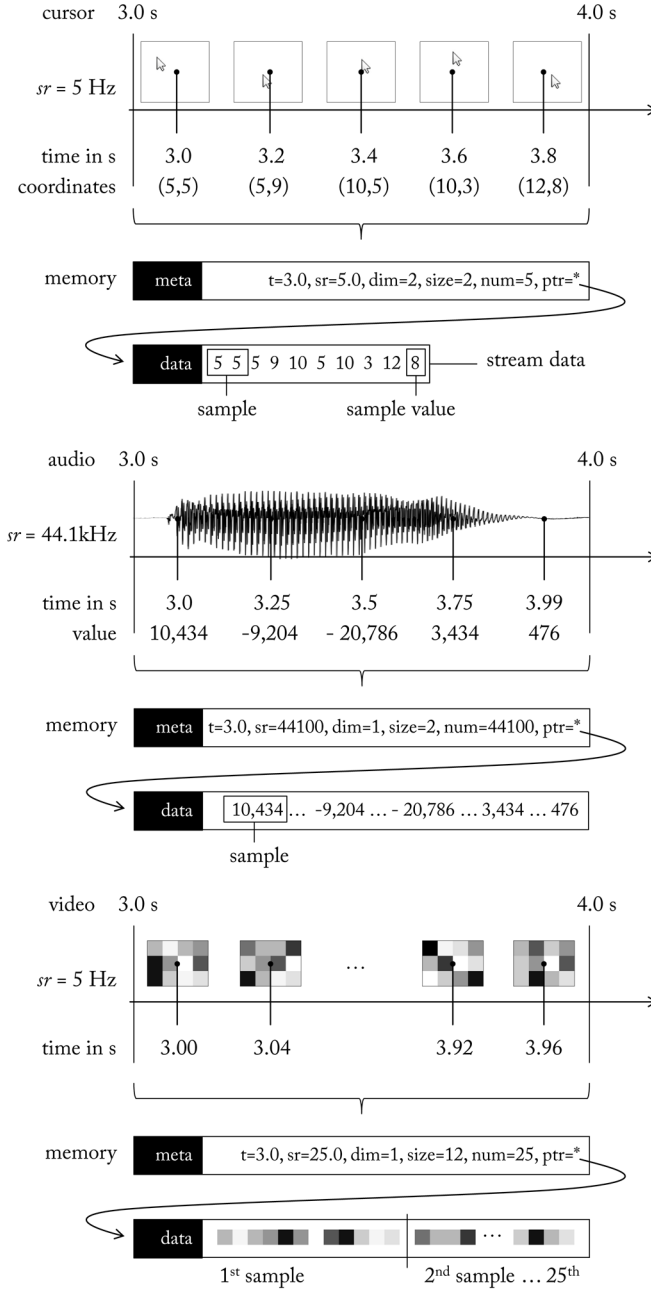 cursor 3.0 s 4.0 s
sr = 5 Hz
time in s 3.0 3.2 3.4 3.6 3.8
coordinates (5,5) (5,9) (10,5) (10,3) (12,8)
memory meta t=3.0, sr=5.0, dim=2, size=2, num=5, ptr=*
data 5 5 5 9 10 5 10 3 12 8 stream data
sample sample value
audio 3.0 s 4.0 s
sr = 44.1kHz
time in s 3.0 3.25 3.5 3.75 3.99
value 10,434 -9,204 - 20,786 3,434 476
memory meta t=3.0, sr=44100, dim=1, size=2, num=44100, ptr=*
data 10,434 … -9,204 … - 20,786 … 3,434 … 476
sample
video 3.0 s 4.0 s
…
sr = 5 Hz
time in s 3.00 3.04 3.92 3.96
memory meta t=3.0, sr=25.0, dim=1, size=12, num=25, ptr=*
data …
1st sample 2nd sample … 25th